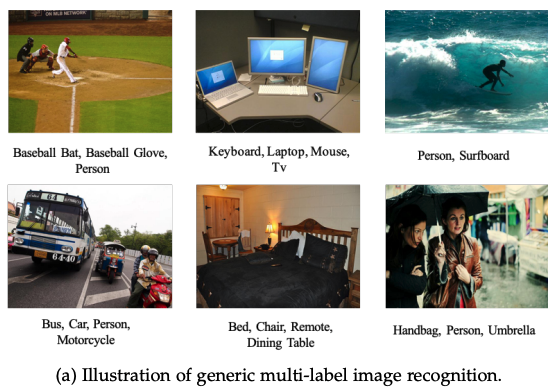 ON MLB NETWORK
Baseball Bat, Baseball Glove,
Person
Keyboard, Laptop, Mouse,
Tv
Person, Surfboard
64
64-40
Bus, Car, Person,
Motorcycle
Bed, Chair, Remote,
Dining Table
Handbag, Person, Umbrella
(a) Illustration of generic multi-label image recognition.